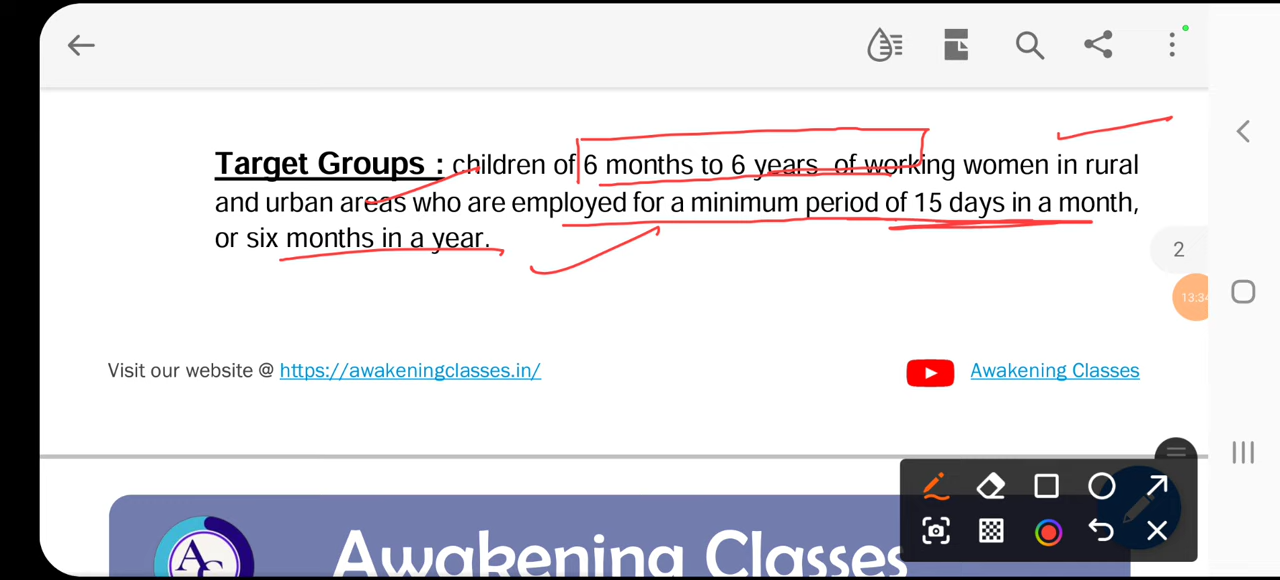 Target Groups : children of 6 months to 6 years of working women in rural
and urban areas who are employed for a minimum period of 15 days in a month,
or six months in a year.
2
13:34
Visit our website @ https://awakeningclasses.in/
Awakening Classes
Awakening Classes